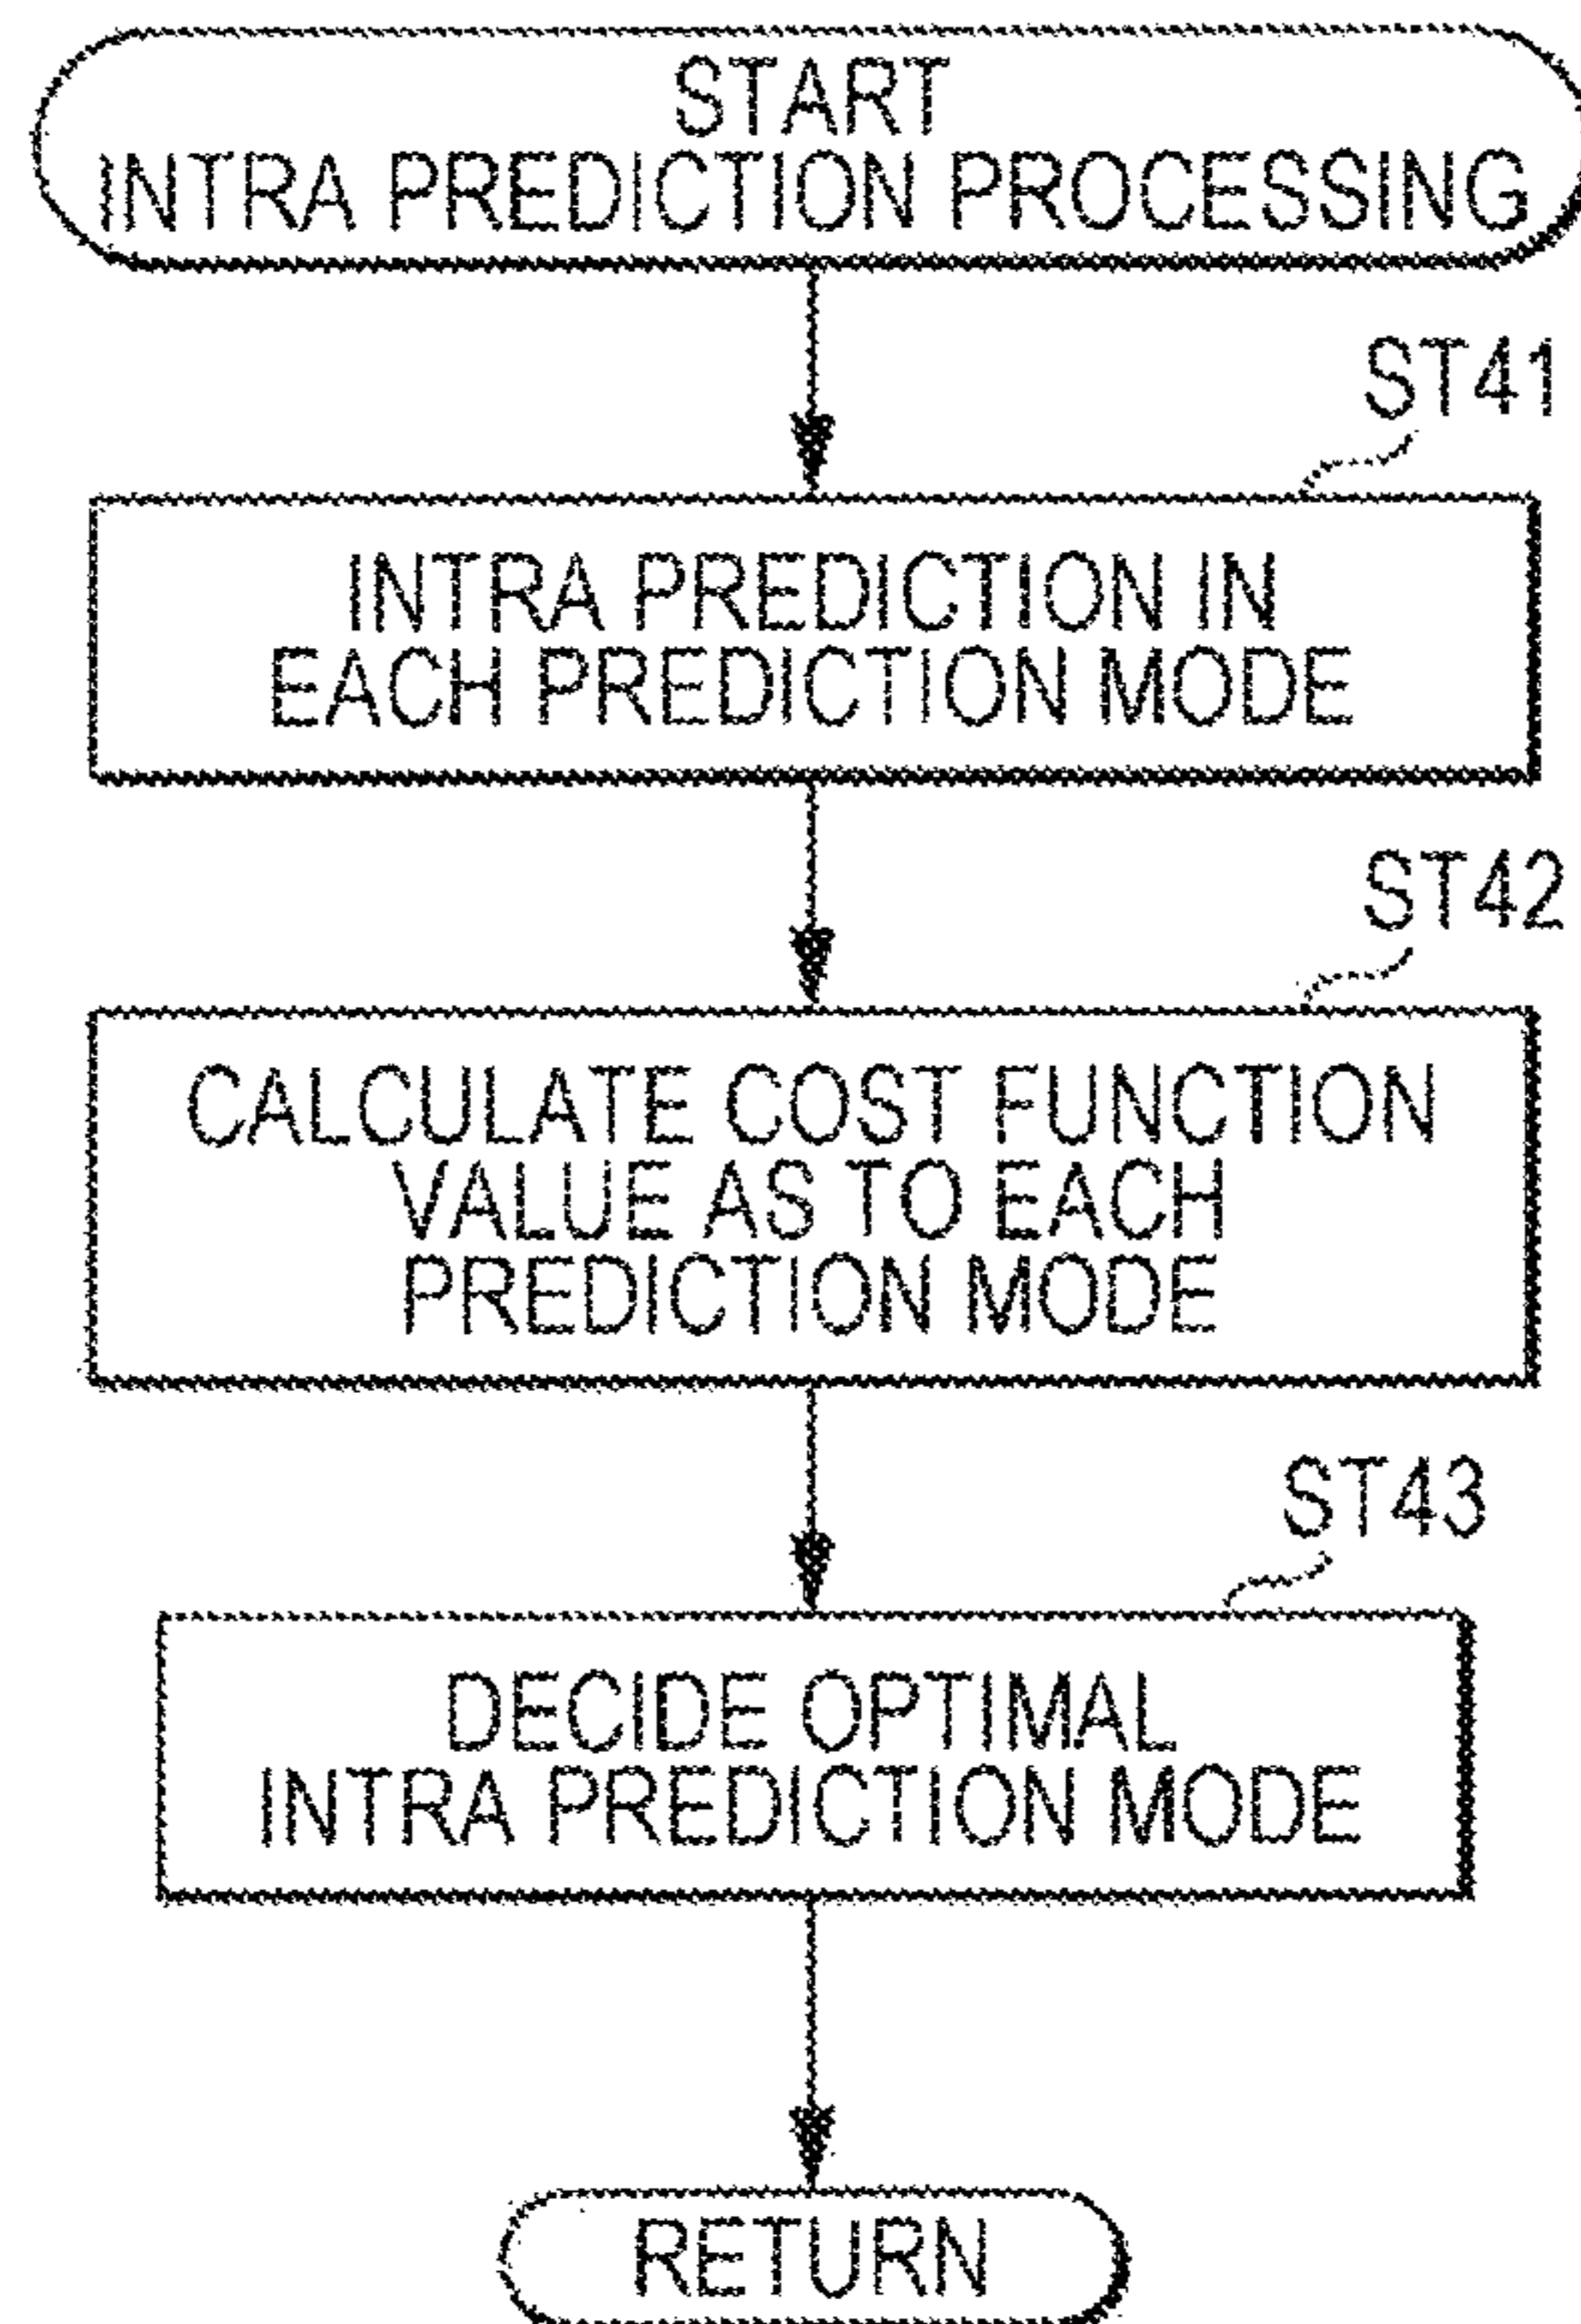 START
INTRA PREDICTION PROCESSING
ST41
INTRA PREDICTION IN
EACH PREDICTION MODE
ST42
CALCULATE COST FUNCTION
VALUE AS TO EACH
PREDICTION MODE
ST43
DECIDE OPTIMAL
INTRA PREDICTION MODE
RETURN